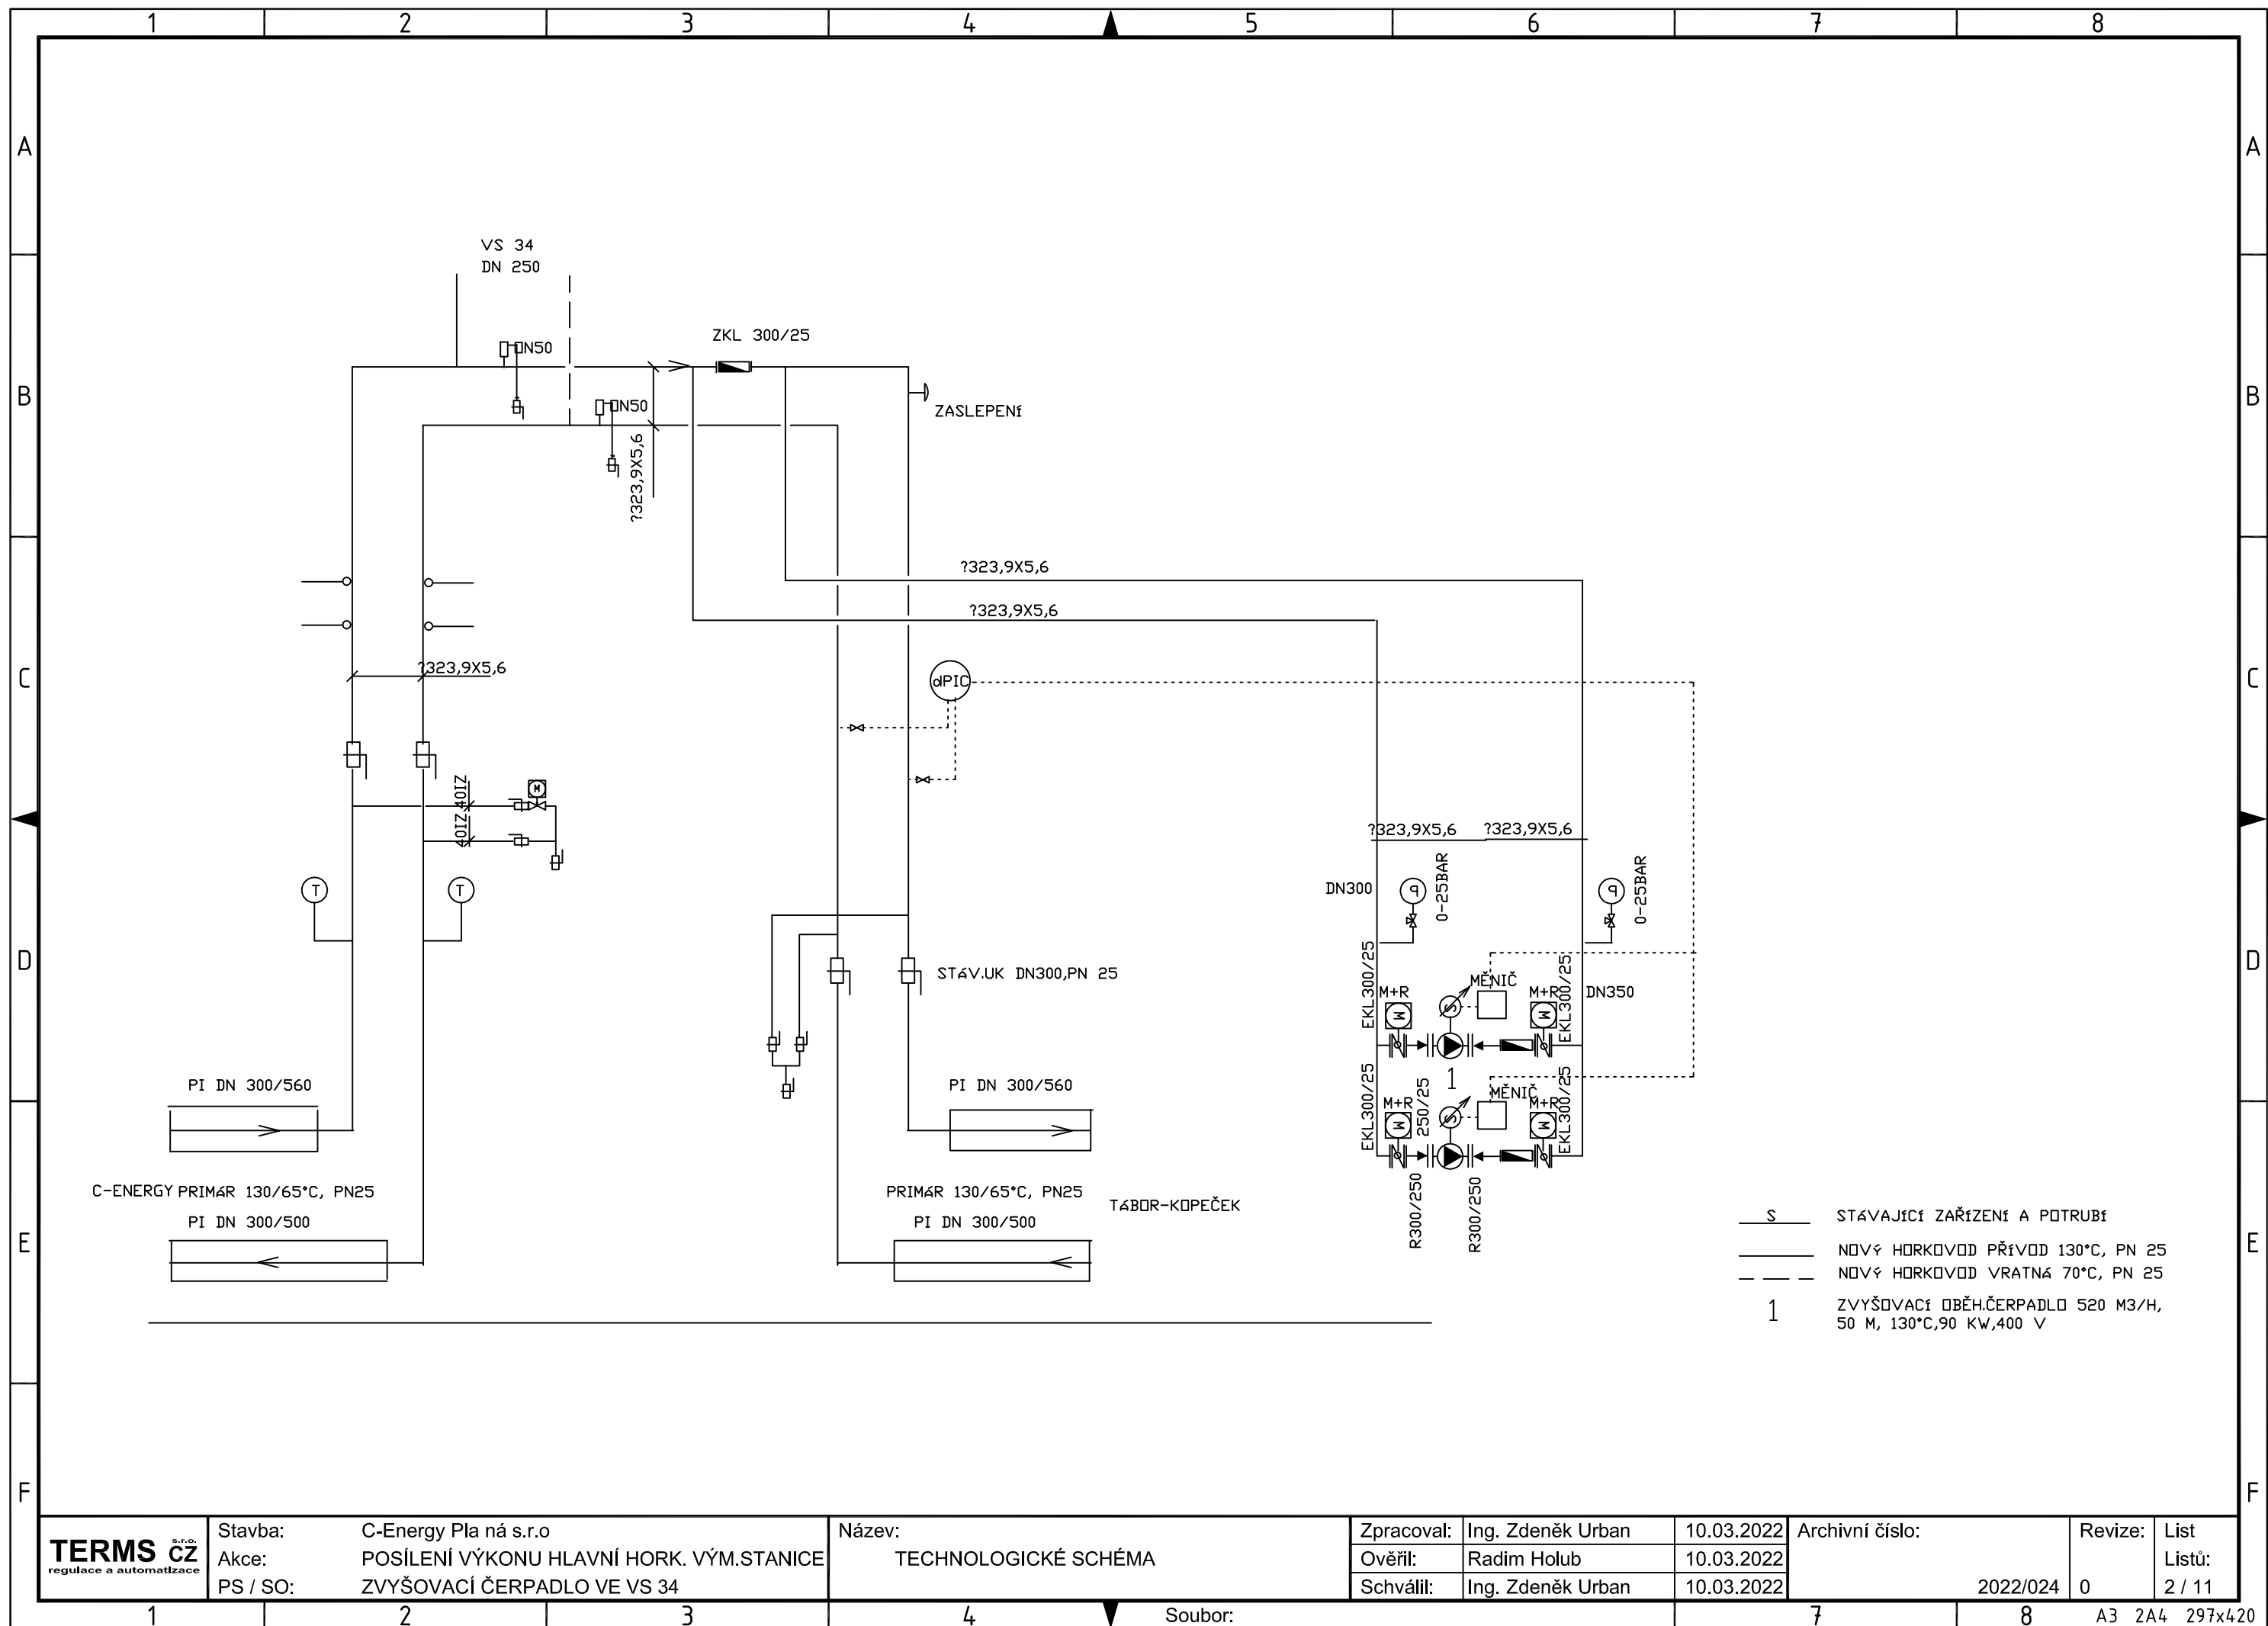 1 2 3 4 5 6 7 8
A A
B B
C C
D D
E E
F F
VS 34
DN 250
DN50
DN50
ZKL 300/25
ZASLEPENÍ
?323,9X5,6
?323,9X5,6
?323,9X5,6
?323,9X5,6
dPIC
40IZ
40IZ
M
T
T
?323,9X5,6
?323,9X5,6
DN300
P
0-25BAR
P
0-25BAR
STÁV.UK DN300,PN 25
EKL300/25
M+R
M
S
MĚNIČ
M+R
M
EKL300/25
DN350
1
EKL300/25
M+R
M
250/25
S
MĚNIČ
M+R
M
EKL300/25
R300/250
R300/250
PI DN 300/560
C-ENERGY PRIMÁR 130/65°C, PN25
PI DN 300/500
PI DN 300/560
PRIMÁR 130/65°C, PN25
TÁBOR-KOPEČEK
PI DN 300/500
S STÁVAJÍCÍ ZAŘÍZENÍ A POTRUBÍ
NOVÝ HORKOVOD PŘÍVOD 130°C, PN 25
NOVÝ HORKOVOD VRATNÁ 70°C, PN 25
1 ZVYŠOVACÍ OBĚH.ČERPADLO 520 M3/H,
50 M, 130°C,90 KW,400 V
TERMS CZ s.r.o.
regulace a automatizace
Stavba: C-Energy Pla ná s.r.o
Akce: POSÍLENÍ VÝKONU HLAVNÍ HORK. VÝM.STANICE
PS / SO: ZVYŠOVACÍ ČERPADLO VE VS 34
Název:
TECHNOLOGICKÉ SCHÉMA
Zpracoval: Ing. Zdeněk Urban 10.03.2022
Ověřil: Radim Holub 10.03.2022
Schválil: Ing. Zdeněk Urban 10.03.2022
Archivní číslo:
2022/024
Revize:
0
List
Listů:
2 / 11
1 2 3 4 Soubor: 7 8 A3 2A4 297x420